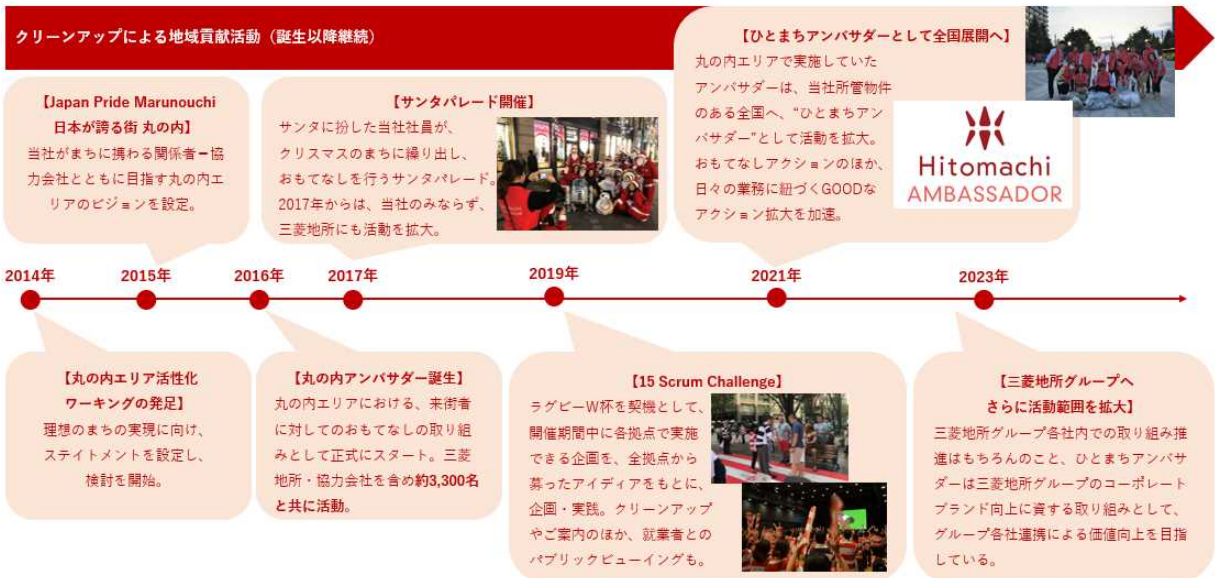 クリーンアップによる地域貢献活動（誕生以降継続）
【Japan Pride Marunouchi
日本が誇る街 丸の内】
当社がまちに携わる関係者＝協
力会社とともに目指す丸の内エ
リアのビジョンを設定。
【サンタパレード開催】
サンタに扮した当社社員が、
クリスマスのまちに繰り出し、
おもてなしを行うサンタパレード。
2017年からは、当社のみならず、
三菱地所にも活動を拡大。
【ひとまちアンバサダーとして全国展開へ】
丸の内エリアで実施していた
アンバサダーは、当社所管物件
のある全国へ、“ひとまちアン
バサダー”として活動を拡大。
おもてなしアクションのほか、
日々の業務に紐づくGOODな
アクション拡大を加速。
Hitomachi
AMBASSADOR
2014年
2015年
2016年
2017年
2019年
2021年
2023年
【丸の内エリア活性化
ワーキングの発足】
理想のまちの実現に向け、
ステイトメントを設定し、
検討を開始。
【丸の内アンバサダー誕生】
丸の内エリアにおける、来街者
に対してのおもてなしの取り組
みとして正式にスタート。三菱
地所・協力会社を含め約3,300名
と共に活動。
【15 Scrum Challenge】
ラグビーW杯を契機として、
開催期間中に各拠点で実施
できる企画を、全拠点から
募ったアイディアをもとに、
企画・実践。クリーンアップ
やご案内のほか、就業者との
パブリックビューイングも。
【三菱地所グループへ
さらに活動範囲を拡大】
三菱地所グループ各社内での取り組み推
進はもちろんのこと、ひとまちアンバサ
ダーは三菱地所グループのコーポレート
ブランド向上に資する取り組みとして、
グループ各社連携による価値向上を目指
している。